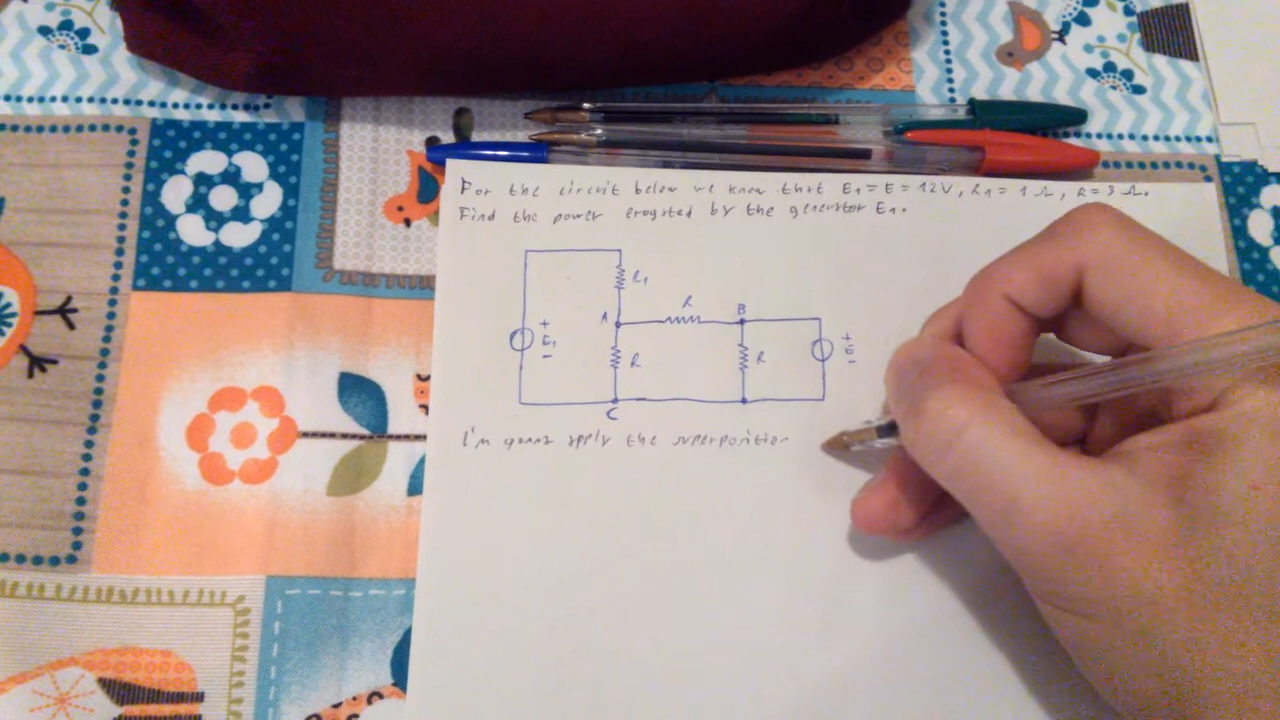 For the circuit below we know that E1 = E = 12V, R1 = 1 Ω, R = 3 Ω.
Find the power erogated by the generator E1.
R1
A
R
B
+
E1
-
R
R
+
E
-
C
I'm gonna apply the superposition